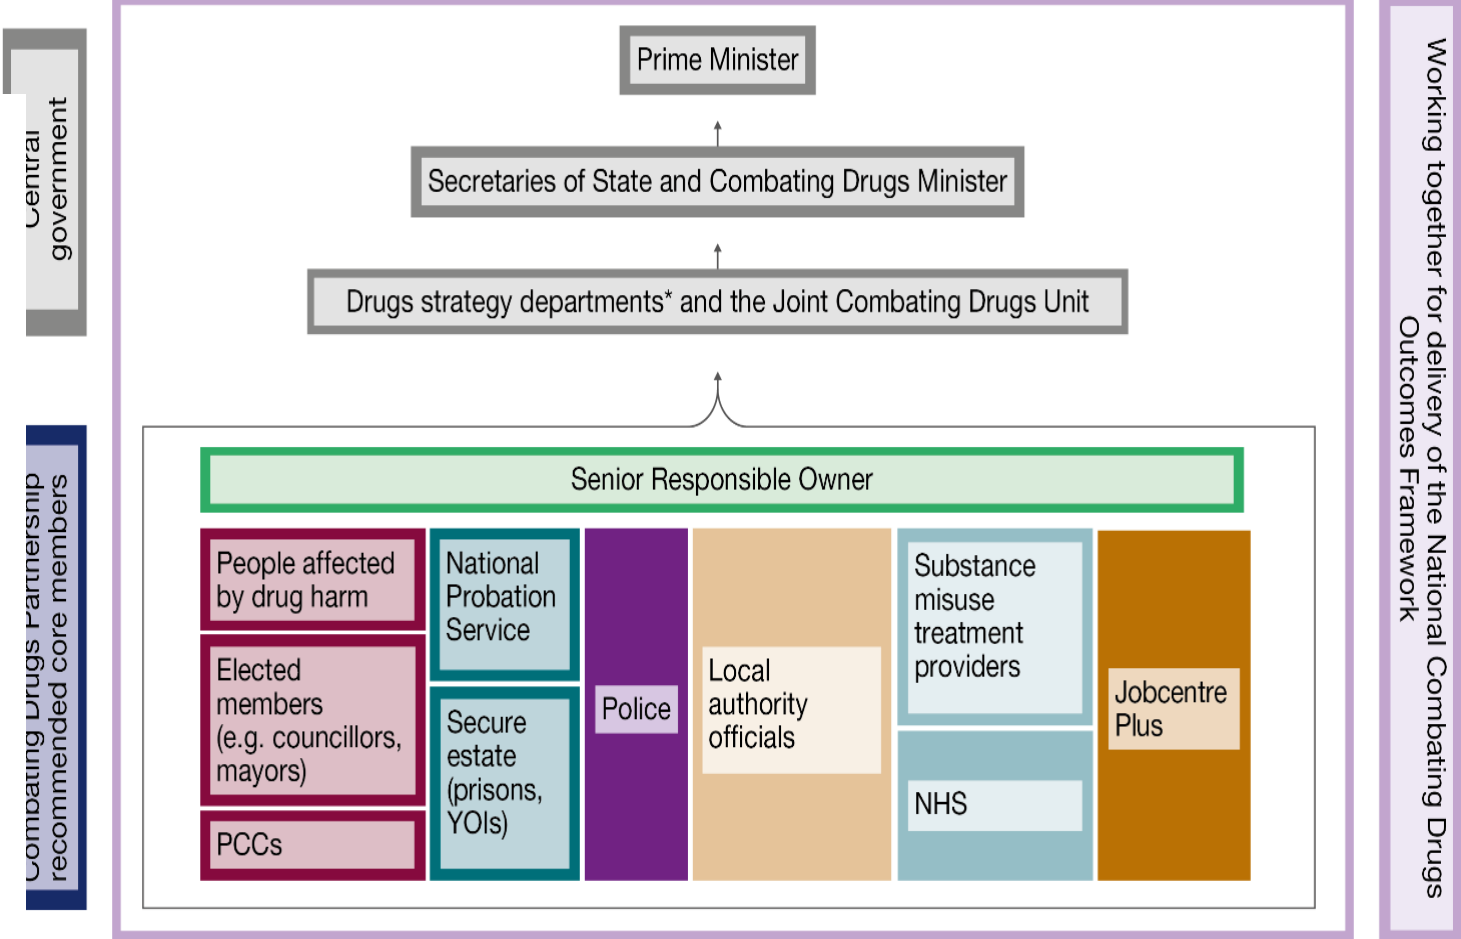 Central
government
Prime Minister
Secretaries of State and Combating Drugs Minister
Drugs strategy departments* and the Joint Combating Drugs Unit
Combating Drugs Partnership
recommended core members
Senior Responsible Owner
People affected
by drug harm
Elected
members
(e.g. councillors,
mayors)
PCCs
National
Probation
Service
Secure
estate
(prisons,
YOIs)
Police
Local
authority
officials
Substance
misuse
treatment
providers
NHS
Jobcentre
Plus
Working together for delivery of the National Combating Drugs
Outcomes Framework